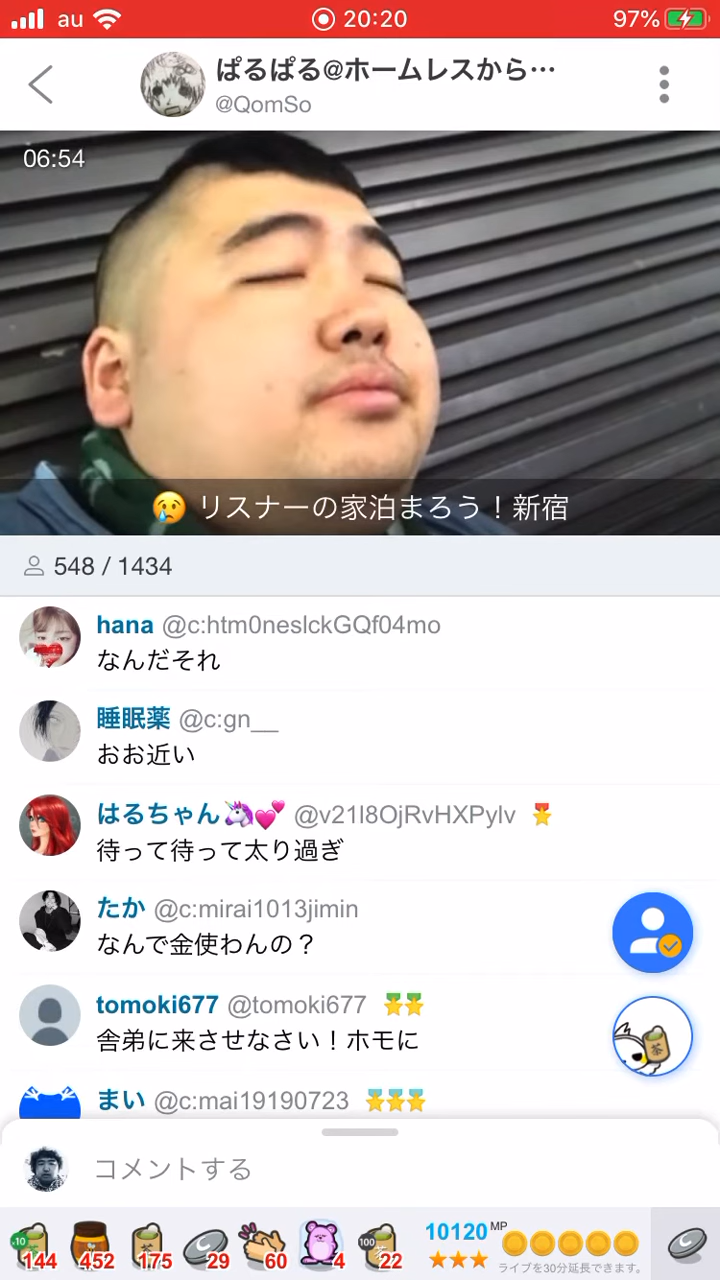 au
20:20
97%
ぱるぱる@ホームレスから…
@QomSo
06:54
😢 リスナーの家泊まろう！新宿
548 / 1434
hana @c:htm0neslckGQf04mo
なんだそれ
睡眠薬 @c:gn__
おお近い
はるちゃん🦄💕 @v21l8OjRvHXPylv
待って待って太り過ぎ
たか @c:mirai1013jimin
なんで金使わんの？
tomoki677 @tomoki677
舎弟に来させなさい！ホモに
茶
まい @c:mai19190723
コメントする
10120 MP
×10
144
452
175
29
60
4
100
22
ライブを30分延長できます。